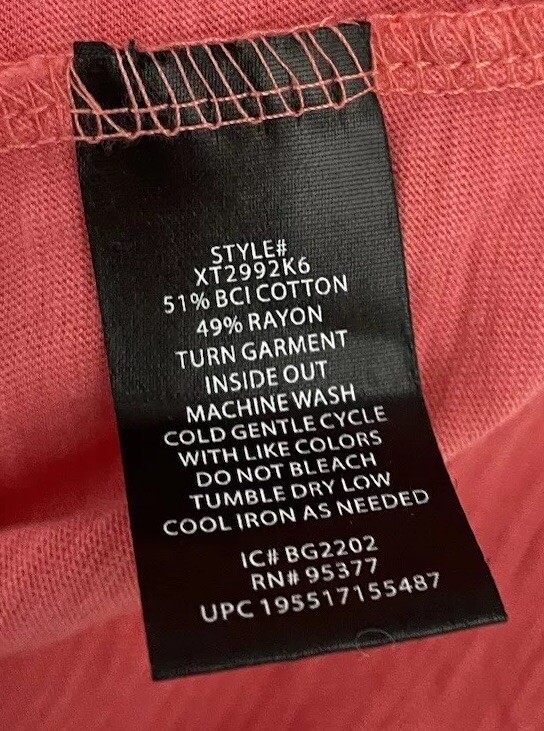 STYLE#
XT2992K6
51% BCI COTTON
49% RAYON
TURN GARMENT
INSIDE OUT
MACHINE WASH
COLD GENTLE CYCLE
WITH LIKE COLORS
DO NOT BLEACH
TUMBLE DRY LOW
COOL IRON AS NEEDED
IC# BG2202
RN# 95377
UPC 195517155487